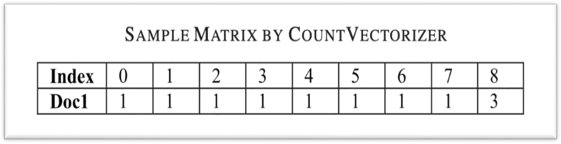 SAMPLE MATRIX BY COUNTVECTORIZER
Index 0 1 2 3 4 5 6 7 8
Doc1 1 1 1 1 1 1 1 1 3